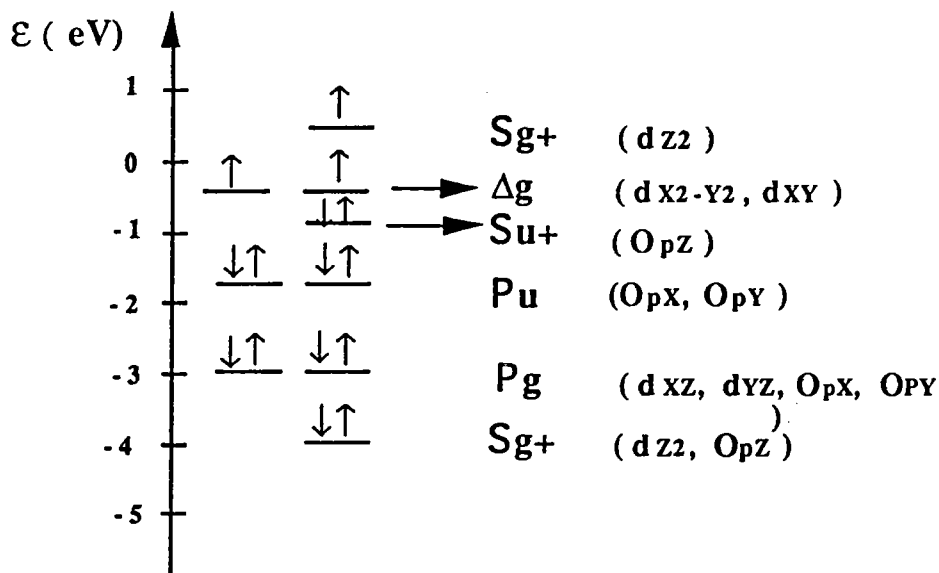 ε ( eV)
1
Sg+ ( dZ2 )
0
Δg ( dX2-Y2 , dXY )
-1
Su+ ( OpZ )
-2
Pu (OpX, OpY )
-3
Pg ( dXZ, dYZ, OpX, OPY
)
-4
Sg+ ( dZ2, OpZ )
-5